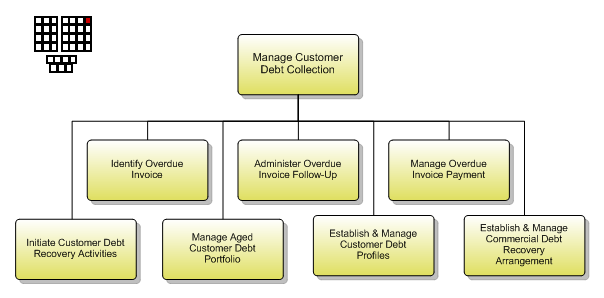 Manage Customer
Debt Collection
Identify Overdue
Invoice
Administer Overdue
Invoice Follow-Up
Manage Overdue
Invoice Payment
Initiate Customer Debt
Recovery Activities
Manage Aged
Customer Debt
Portfolio
Establish & Manage
Customer Debt
Profiles
Establish & Manage
Commercial Debt
Recovery
Arrangement